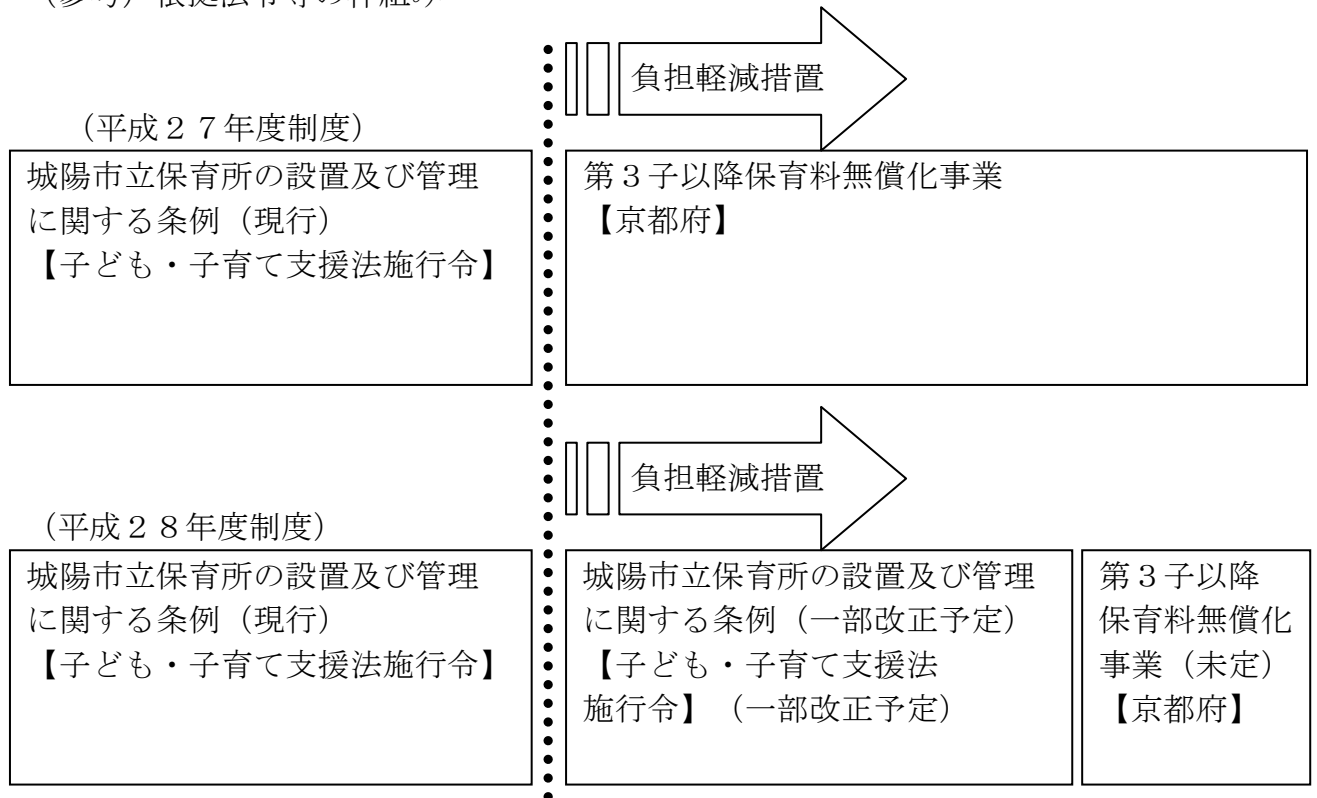 負担軽減措置
（平成２７年度制度）
城陽市立保育所の設置及び管理
に関する条例（現行）
【子ども・子育て支援法施行令】
第３子以降保育料無償化事業
【京都府】
負担軽減措置
（平成２８年度制度）
城陽市立保育所の設置及び管理
に関する条例（現行）
【子ども・子育て支援法施行令】
城陽市立保育所の設置及び管理
に関する条例（一部改正予定）
【子ども・子育て支援法
施行令】（一部改正予定）
第３子以降
保育料無償化
事業（未定）
【京都府】